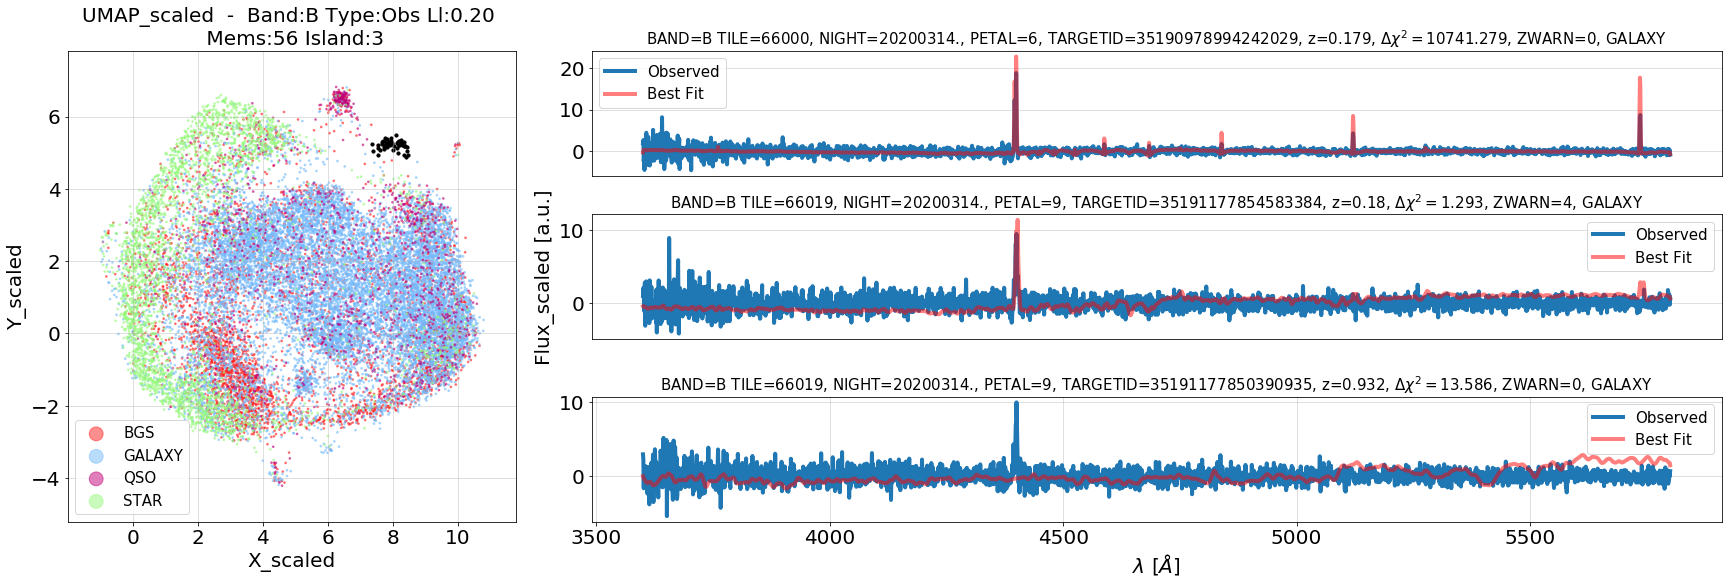 UMAP_scaled - Band:B Type:Obs Ll:0.20
Mems:56 Island:3
6
4
2
0
−2
−4
Y_scaled
BGS
GALAXY
QSO
STAR
0 2 4 6 8 10
X_scaled
BAND=B TILE=66000, NIGHT=20200314., PETAL=6, TARGETID=35190978994242029, z=0.179, Δχ² = 10741.279, ZWARN=0, GALAXY
20
10
0
Observed
Best Fit
BAND=B TILE=66019, NIGHT=20200314., PETAL=9, TARGETID=35191177854583384, z=0.18, Δχ² = 1.293, ZWARN=4, GALAXY
10
0
Observed
Best Fit
Flux_scaled [a.u.]
BAND=B TILE=66019, NIGHT=20200314., PETAL=9, TARGETID=35191177850390935, z=0.932, Δχ² = 13.586, ZWARN=0, GALAXY
10
0
Observed
Best Fit
3500 4000 4500 5000 5500
λ [Å]